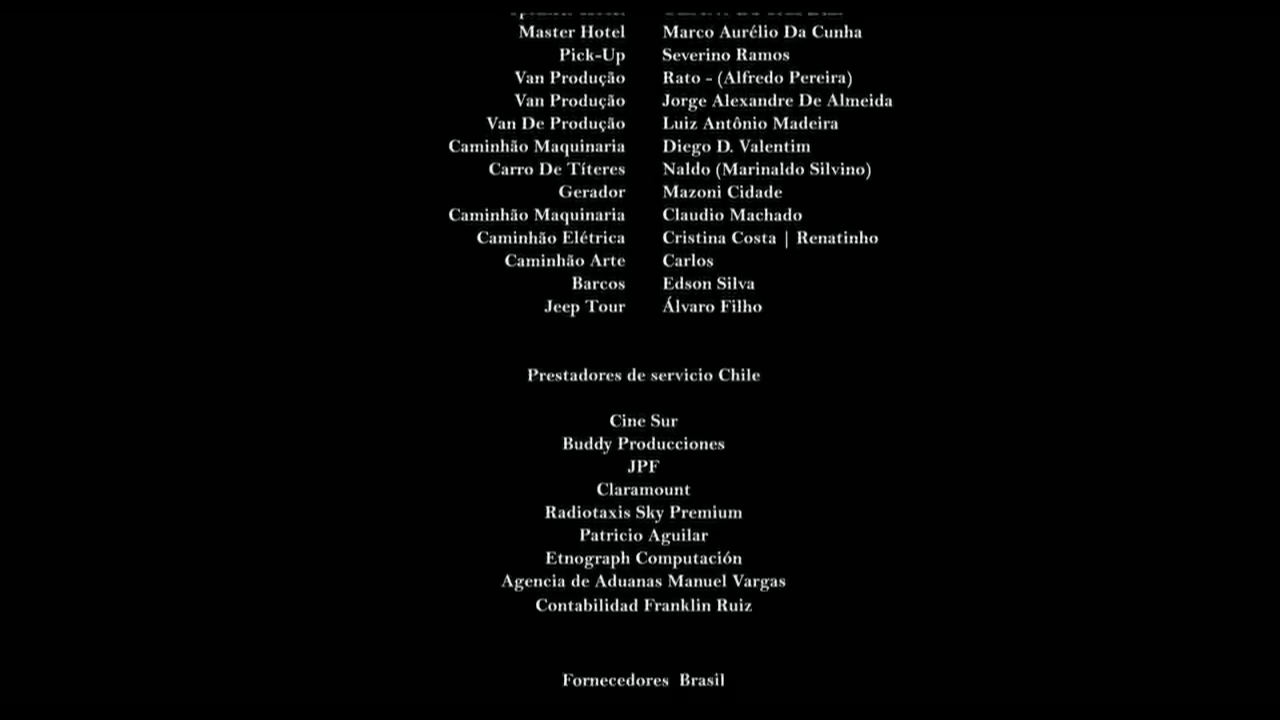 Master Hotel Marco Aurélio Da Cunha
Pick-Up Severino Ramos
Van Produção Rato - (Alfredo Pereira)
Van Produção Jorge Alexandre De Almeida
Van De Produção Luiz Antônio Madeira
Caminhão Maquinaria Diego D. Valentim
Carro De Títeres Naldo (Marinaldo Silvino)
Gerador Mazoni Cidade
Caminhão Maquinaria Claudio Machado
Caminhão Elétrica Cristina Costa | Renatinho
Caminhão Arte Carlos
Barcos Edson Silva
Jeep Tour Álvaro Filho
Prestadores de servicio Chile
Cine Sur
Buddy Producciones
JPF
Claramount
Radiotaxis Sky Premium
Patricio Aguilar
Etnograph Computación
Agencia de Aduanas Manuel Vargas
Contabilidad Franklin Ruiz
Fornecedores Brasil